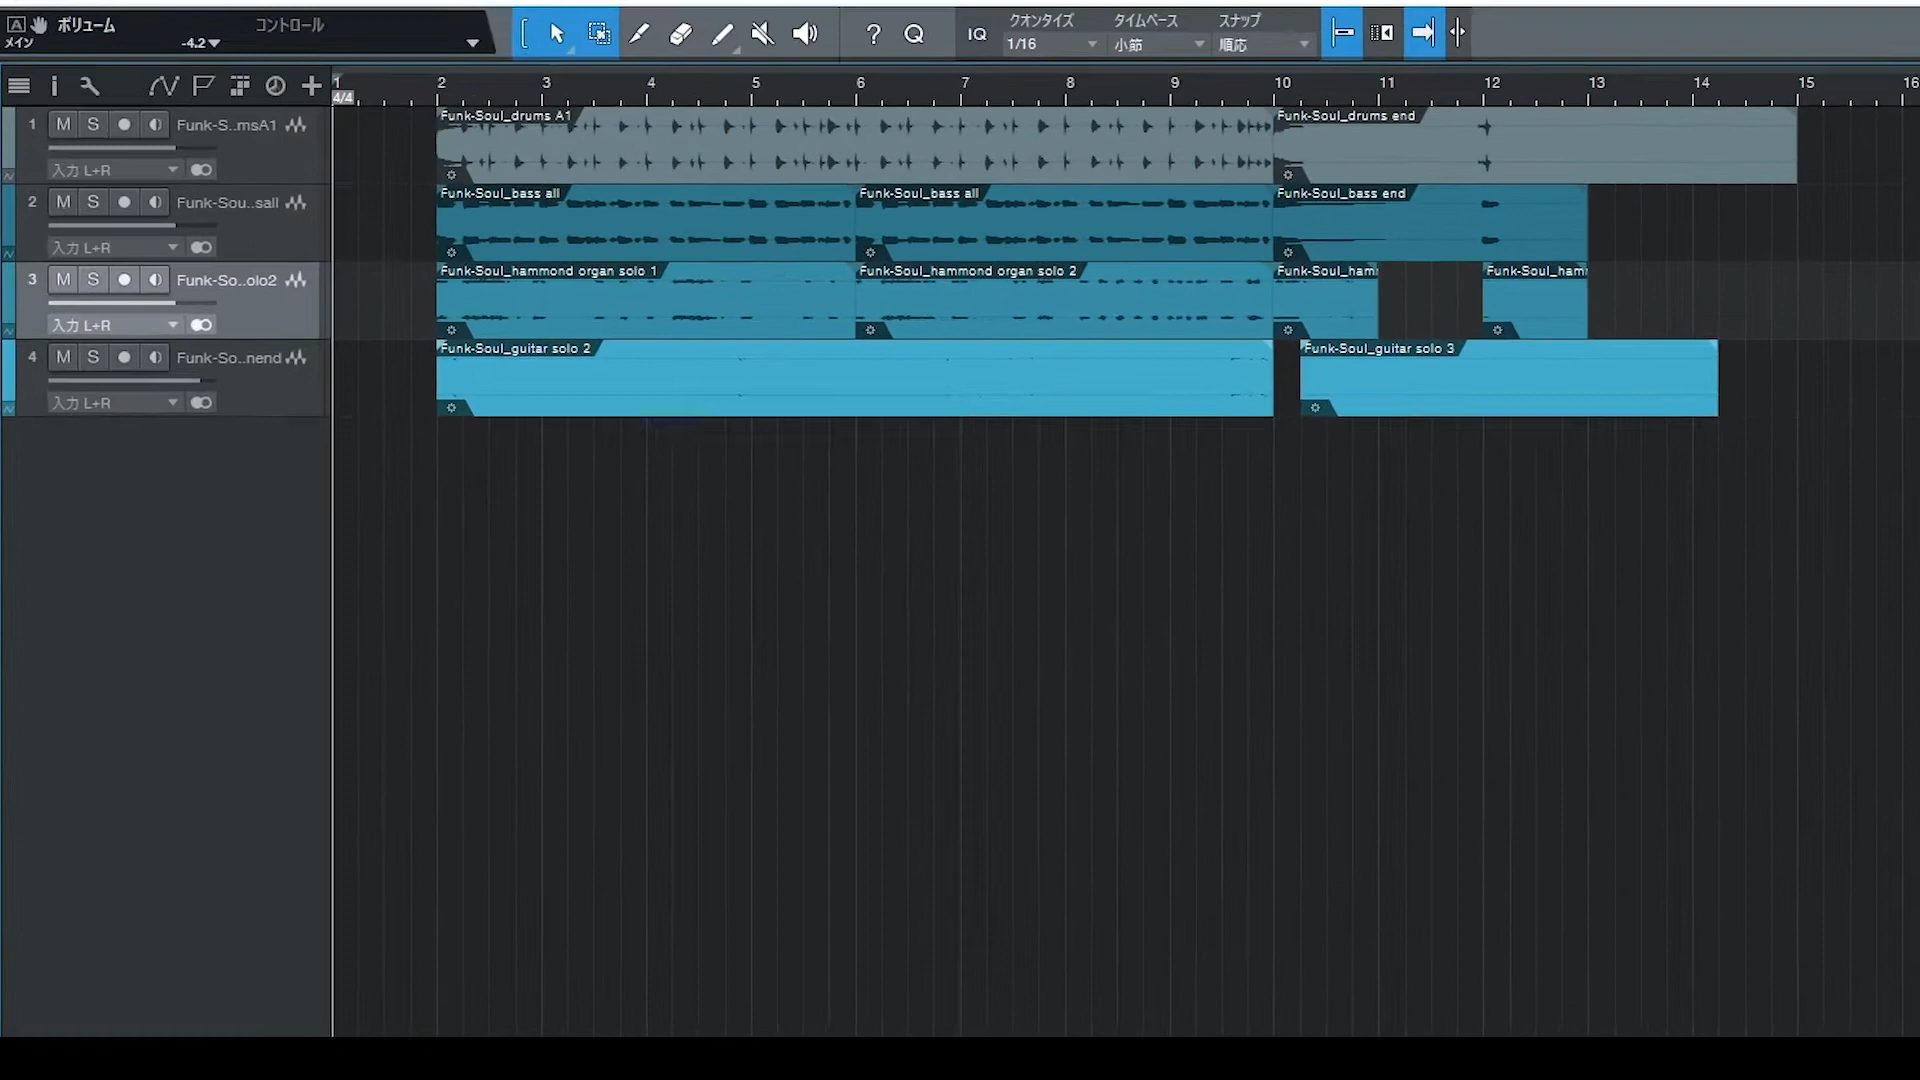 A ボリューム コントロール
メイン -4.2
? Q IQ
クオンタイズ タイムベース スナップ
1/16 小節 順応
1 2 3 4 5 6 7 8 9 10 11 12 13 14 15 16
4/4
1 M S Funk-S..msA1
入力 L+R
Funk-Soul_drums A1 Funk-Soul_drums end
2 M S Funk-Sou..sall
入力 L+R
Funk-Soul_bass all Funk-Soul_bass all Funk-Soul_bass end
3 M S Funk-So..olo2
入力 L+R
Funk-Soul_hammond organ solo 1 Funk-Soul_hammond organ solo 2 Funk-Soul_ham Funk-Soul_ham
4 M S Funk-So..nend
入力 L+R
Funk-Soul_guitar solo 2 Funk-Soul_guitar solo 3